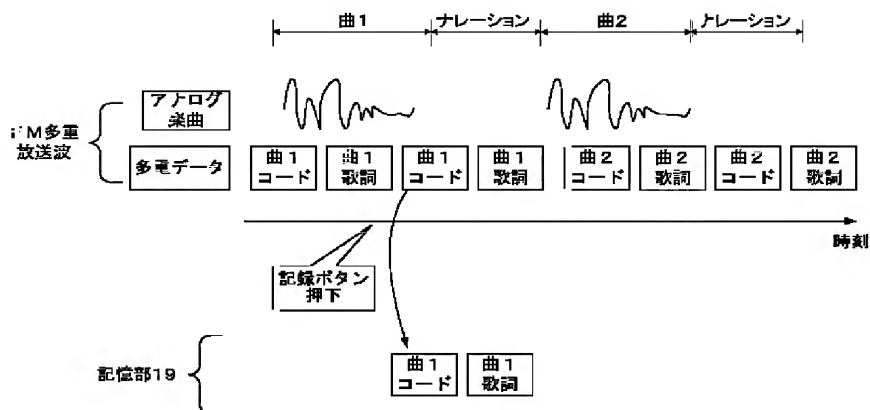 曲1
ナレーション
曲2
ナレーション
アナログ
楽曲
FM多重
放送波
多重データ
曲1
コード
曲1
歌詞
曲1
コード
曲1
歌詞
曲2
コード
曲2
歌詞
曲2
コード
曲2
歌詞
時刻
記録ボタン
押下
記憶部19
曲1
コード
曲1
歌詞